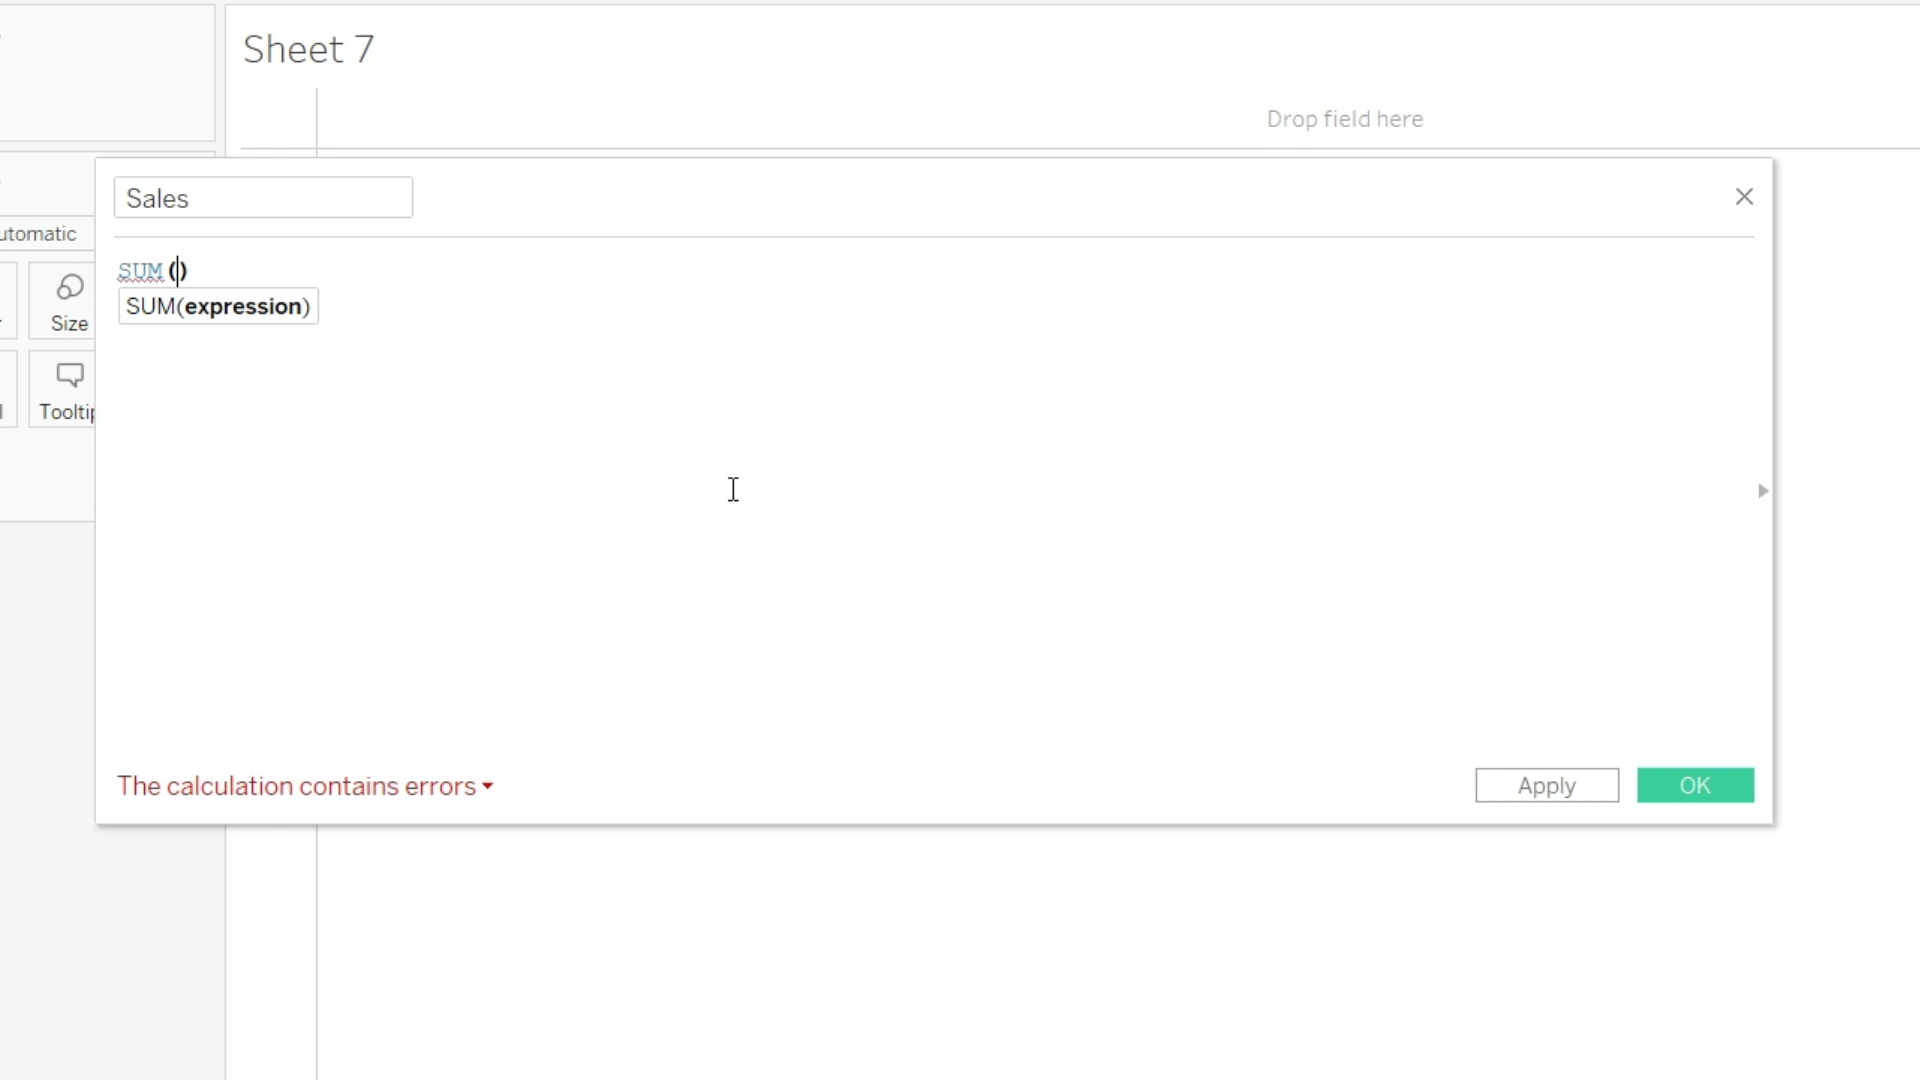 Sheet 7
Drop field here
Sales
utomatic
SUM ()
SUM(expression)
Size
Tooltip
The calculation contains errors
Apply
OK